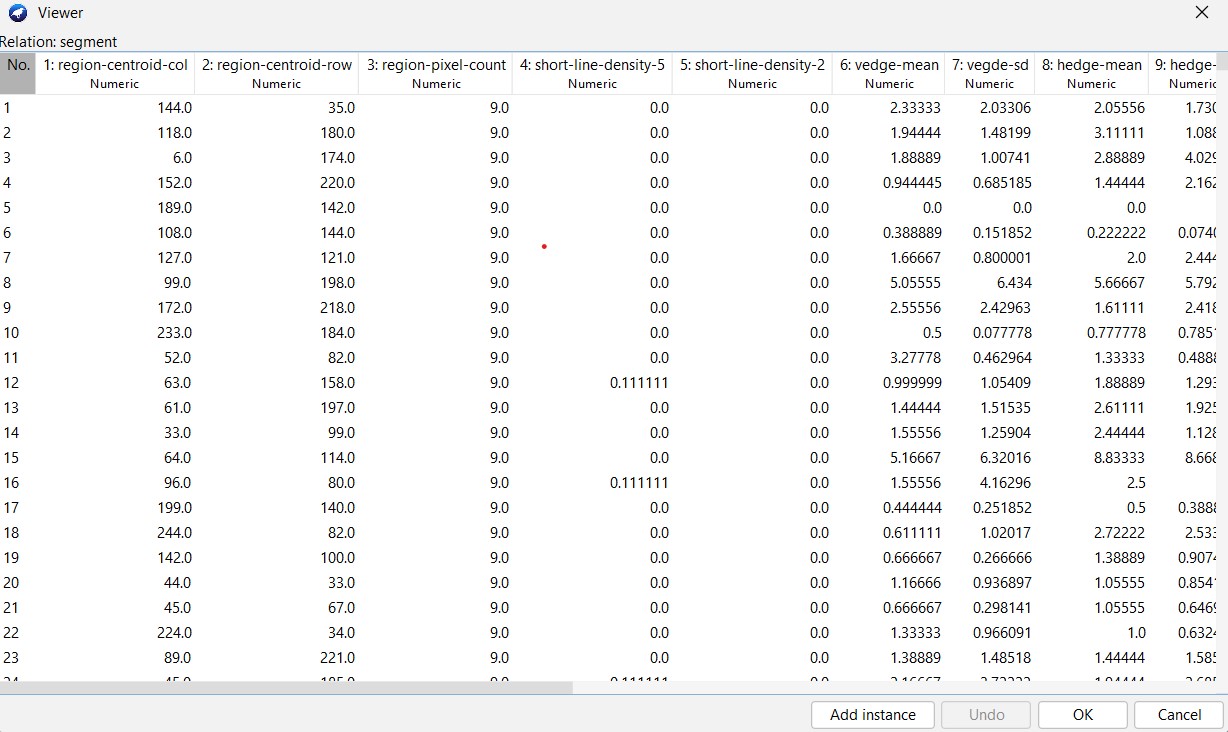 Viewer
Relation: segment
No. 1: region-centroid-col 2: region-centroid-row 3: region-pixel-count 4: short-line-density-5 5: short-line-density-2 6: vedge-mean 7: vegde-sd 8: hedge-mean 9: hedge-
Numeric Numeric Numeric Numeric Numeric Numeric Numeric Numeric Numeric
1 144.0 35.0 9.0 0.0 0.0 2.33333 2.03306 2.05556 1.730
2 118.0 180.0 9.0 0.0 0.0 1.94444 1.48199 3.11111 1.088
3 6.0 174.0 9.0 0.0 0.0 1.88889 1.00741 2.88889 4.029
4 152.0 220.0 9.0 0.0 0.0 0.944445 0.685185 1.44444 2.162
5 189.0 142.0 9.0 0.0 0.0 0.0 0.0 0.0
6 108.0 144.0 9.0 0.0 0.0 0.388889 0.151852 0.222222 0.0740
7 127.0 121.0 9.0 0.0 0.0 1.66667 0.800001 2.0 2.444
8 99.0 198.0 9.0 0.0 0.0 5.05555 6.434 5.66667 5.792
9 172.0 218.0 9.0 0.0 0.0 2.55556 2.42963 1.61111 2.418
10 233.0 184.0 9.0 0.0 0.0 0.5 0.077778 0.777778 0.7851
11 52.0 82.0 9.0 0.0 0.0 3.27778 0.462964 1.33333 0.4888
12 63.0 158.0 9.0 0.111111 0.0 0.999999 1.05409 1.88889 1.293
13 61.0 197.0 9.0 0.0 0.0 1.44444 1.51535 2.61111 1.925
14 33.0 99.0 9.0 0.0 0.0 1.55556 1.25904 2.44444 1.128
15 64.0 114.0 9.0 0.0 0.0 5.16667 6.32016 8.83333 8.668
16 96.0 80.0 9.0 0.111111 0.0 1.55556 4.16296 2.5
17 199.0 140.0 9.0 0.0 0.0 0.444444 0.251852 0.5 0.3888
18 244.0 82.0 9.0 0.0 0.0 0.611111 1.02017 2.72222 2.533
19 142.0 100.0 9.0 0.0 0.0 0.666667 0.266666 1.38889 0.9074
20 44.0 33.0 9.0 0.0 0.0 1.16666 0.936897 1.05555 0.8541
21 45.0 67.0 9.0 0.0 0.0 0.666667 0.298141 1.05555 0.6469
22 224.0 34.0 9.0 0.0 0.0 1.33333 0.966091 1.0 0.6324
23 89.0 221.0 9.0 0.0 0.0 1.38889 1.48518 1.44444 1.585
Add instance Undo OK Cancel